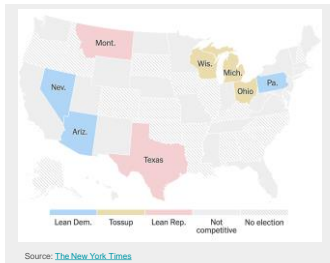 Mont.
Wis.
Mich.
Nev.
Pa.
Ohio
Ariz.
Texas
Lean Dem. Tossup Lean Rep. Not competitive No election
Source: The New York Times